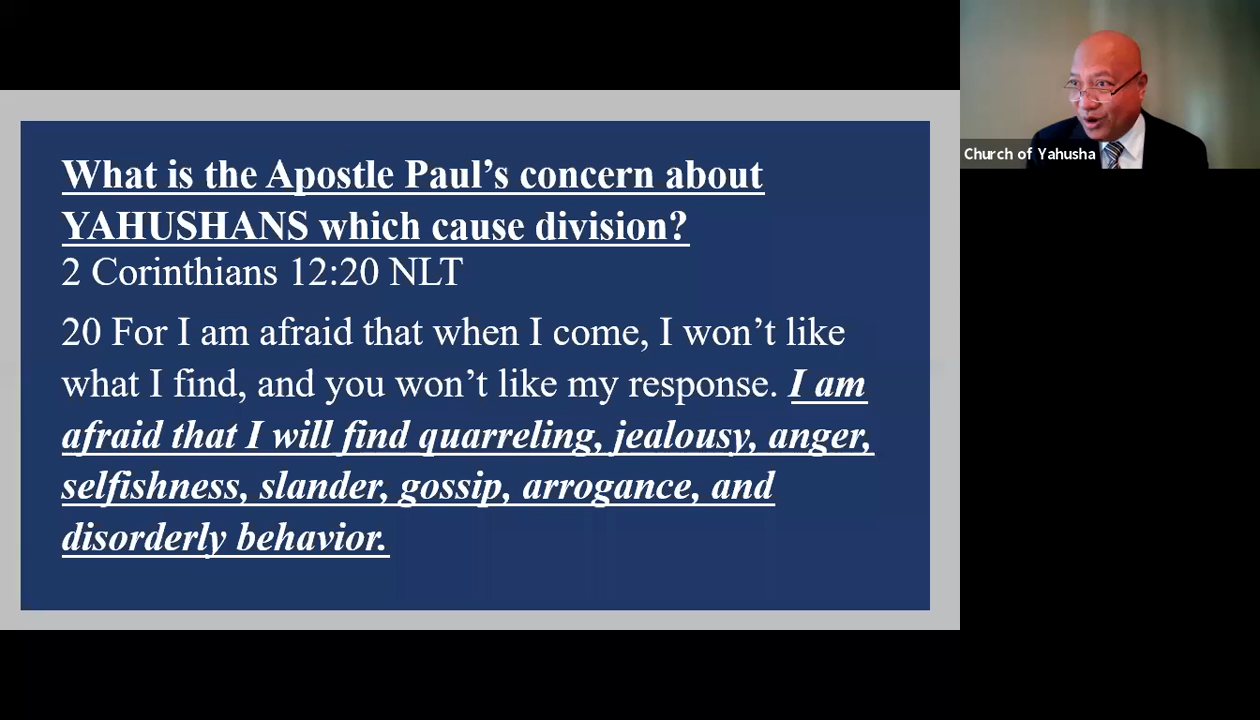 What is the Apostle Paul’s concern about
YAHUSHANS which cause division?
2 Corinthians 12:20 NLT
20 For I am afraid that when I come, I won’t like
what I find, and you won’t like my response. I am
afraid that I will find quarreling, jealousy, anger,
selfishness, slander, gossip, arrogance, and
disorderly behavior.
Church of Yahusha